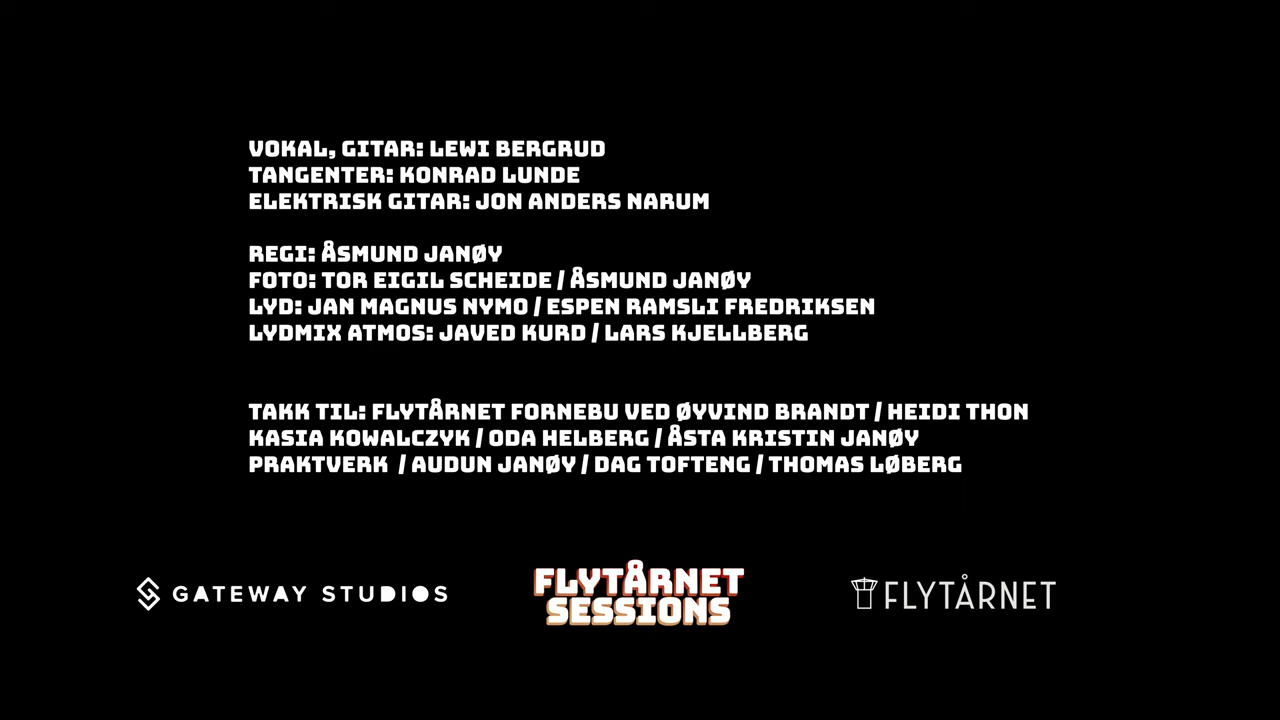 VOKAL, GITAR: LEWI BERGRUD
TANGENTER: KONRAD LUNDE
ELEKTRISK GITAR: JON ANDERS NARUM
REGI: ÅSMUND JANØY
FOTO: TOR EIGIL SCHEIDE / ÅSMUND JANØY
LYD: JAN MAGNUS NYMO / ESPEN RAMSLI FREDRIKSEN
LYDMIX ATMOS: JAVED KURD / LARS KJELLBERG
TAKK TIL: FLYTÅRNET FORNEBU VED ØYVIND BRANDT / HEIDI THON
KASIA KOWALCZYK / ODA HELBERG / ÅSTA KRISTIN JANØY
PRAKTVERK / AUDUN JANØY / DAG TOFTENG / THOMAS LØBERG
GATEWAY STUDIOS
FLYTÅRNET
SESSIONS
FLYTÅRNET